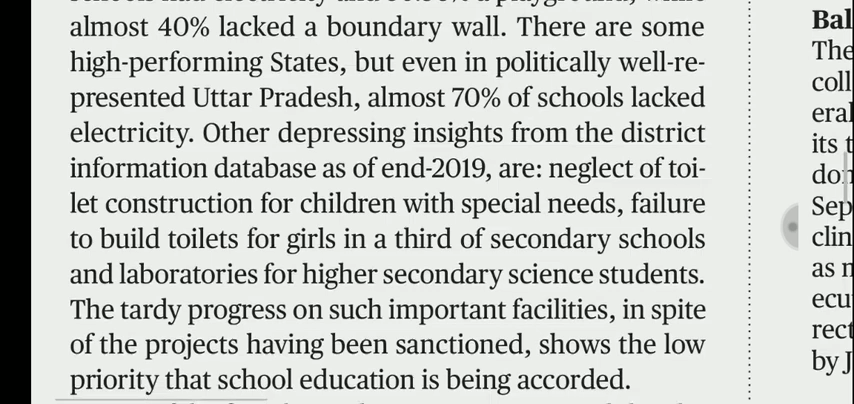 almost 40% lacked a boundary wall. There are some
high-performing States, but even in politically well-re-
presented Uttar Pradesh, almost 70% of schools lacked
electricity. Other depressing insights from the district
information database as of end-2019, are: neglect of toi-
let construction for children with special needs, failure
to build toilets for girls in a third of secondary schools
and laboratories for higher secondary science students.
The tardy progress on such important facilities, in spite
of the projects having been sanctioned, shows the low
priority that school education is being accorded.
Bal
The
coll
eral
its t
don
Sep
clin
as n
ecu
rect
by J